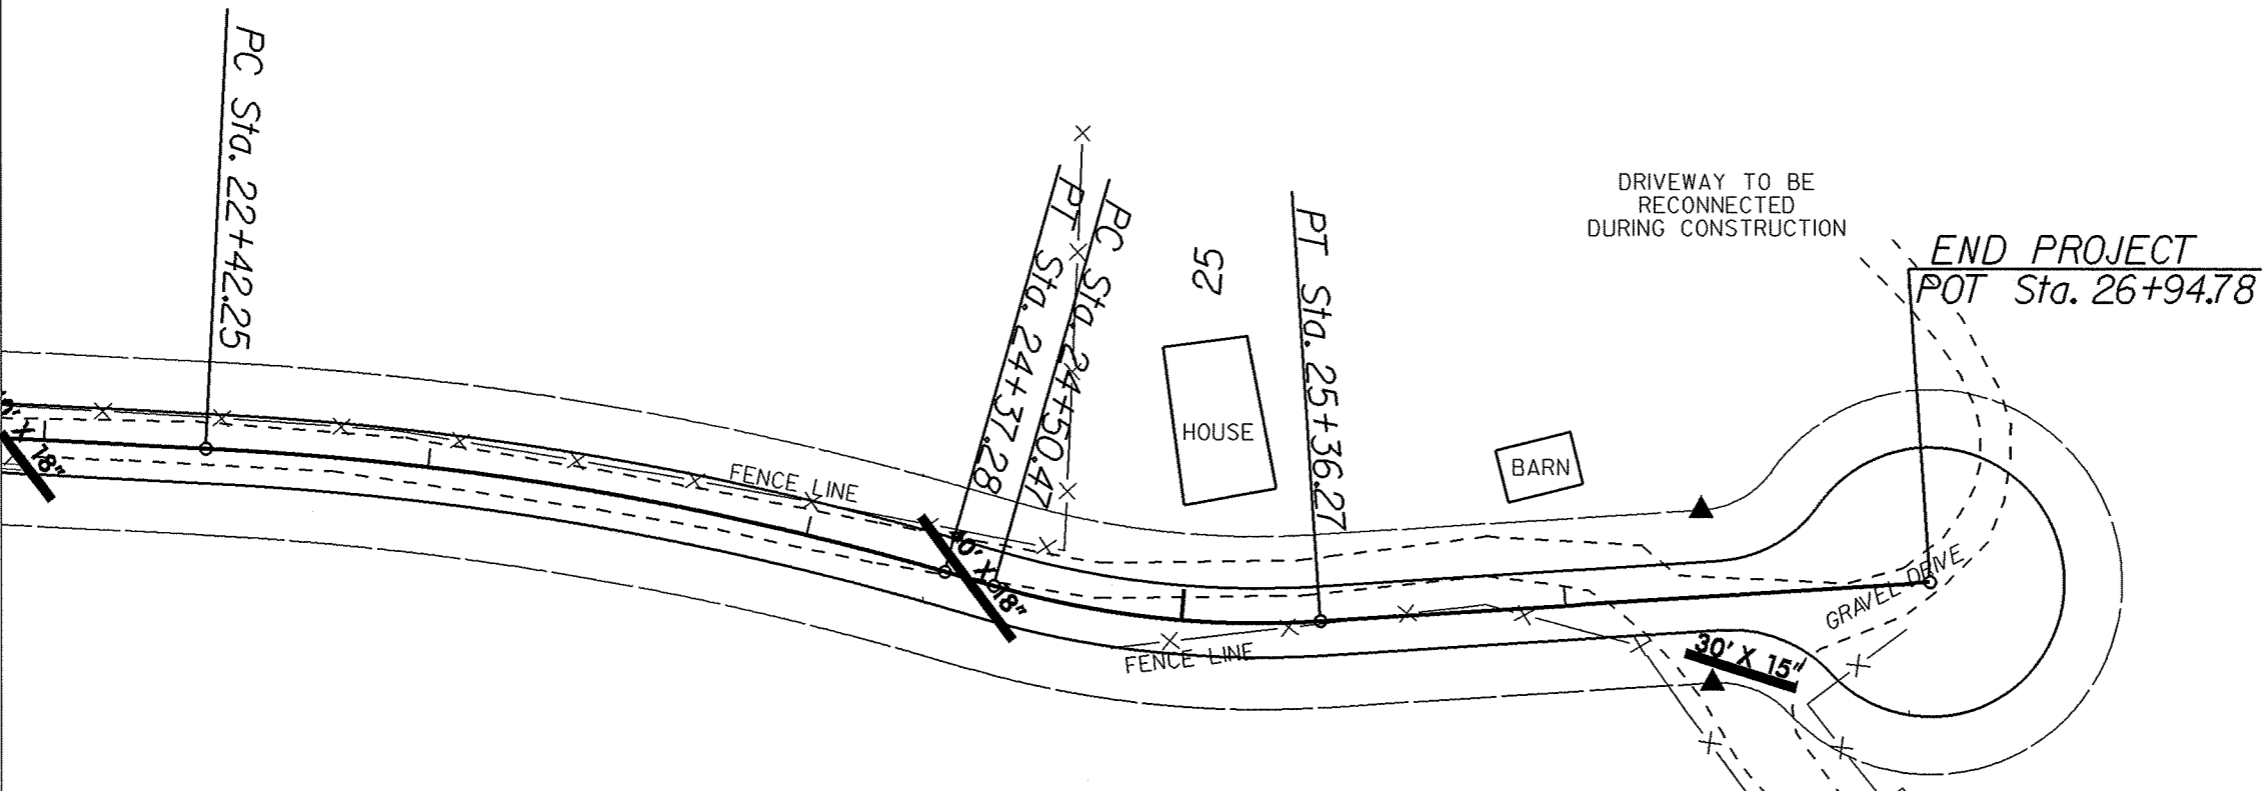 PC Sta. 22+42.25
PT Sta. 24+37.28
PC Sta. 24+50.47
25
PT Sta. 25+36.27
DRIVEWAY TO BE
RECONNECTED
DURING CONSTRUCTION
END PROJECT
POT Sta. 26+94.78
HOUSE
BARN
FENCE LINE
X 18"
40' X 18"
GRAVEL DRIVE
FENCE LINE
30' X 15"